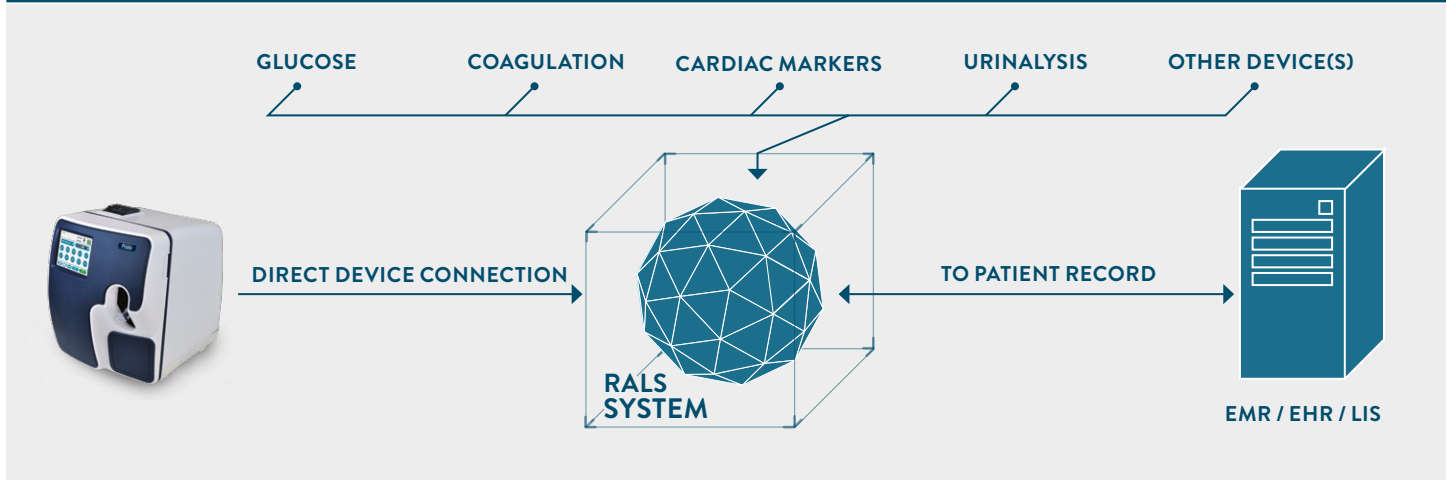 GLUCOSE
COAGULATION
CARDIAC MARKERS
URINALYSIS
OTHER DEVICE(S)
DIRECT DEVICE CONNECTION
TO PATIENT RECORD
RALS
SYSTEM
EMR / EHR / LIS